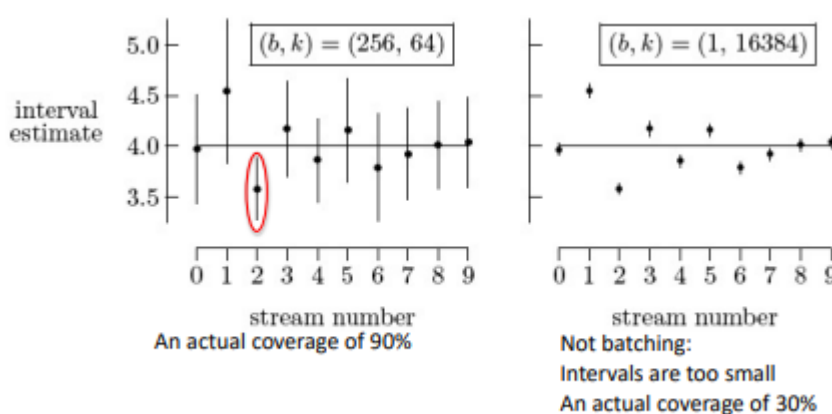 (b, k) = (256, 64)
(b, k) = (1, 16384)
5.0
4.5
4.0
3.5
interval
estimate
0 1 2 3 4 5 6 7 8 9
0 1 2 3 4 5 6 7 8 9
stream number
stream number
An actual coverage of 90%
Not batching:
Intervals are too small
An actual coverage of 30%